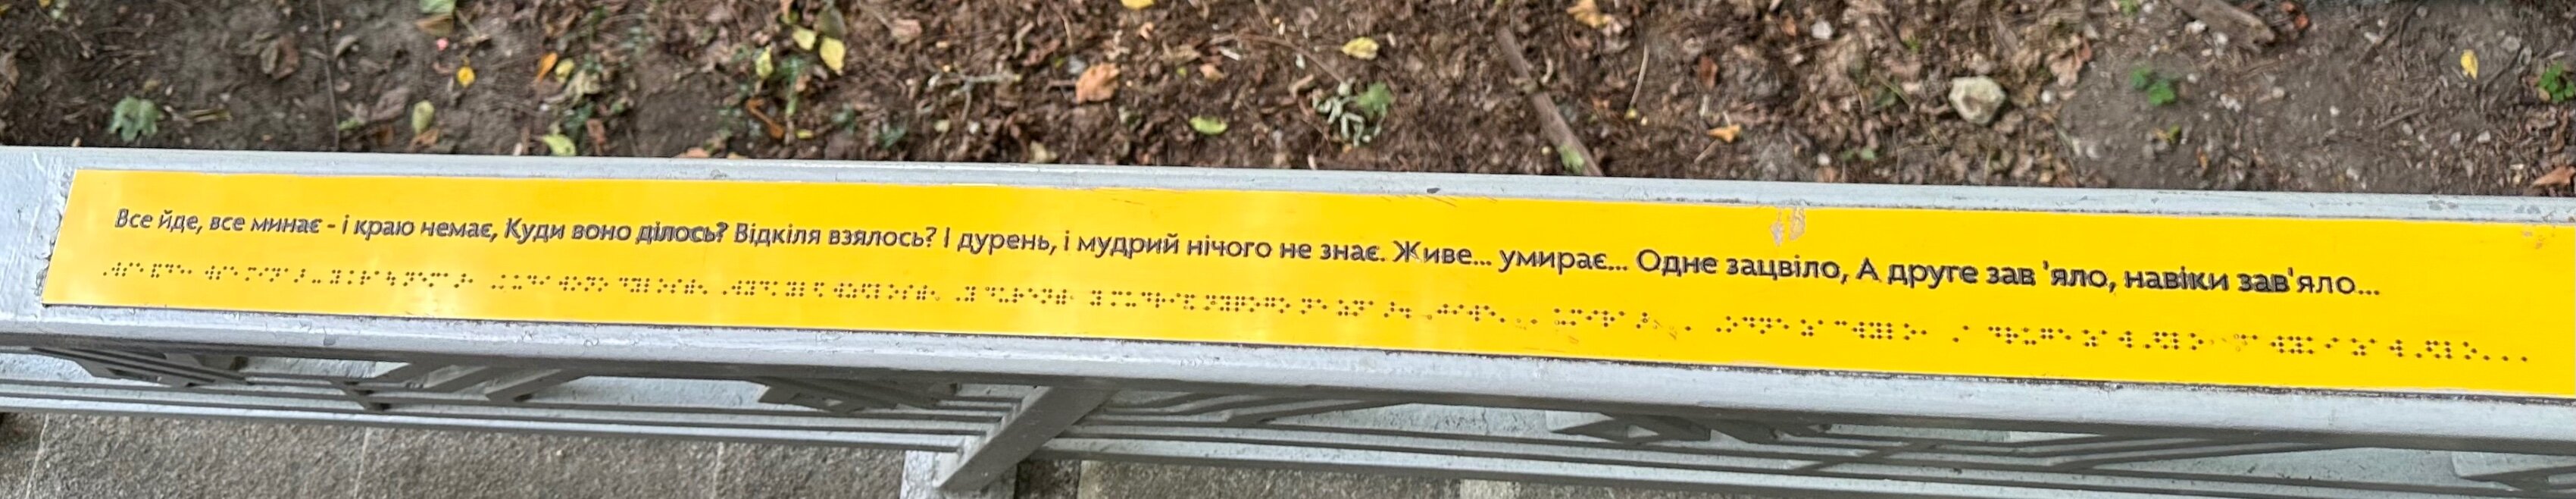 Все йде, все минає - і краю немає, Куди воно ділось? Відкіля взялось? І дурень, і мудрий нічого не знає. Живе... умирає... Одне зацвіло, А друге зав 'яло, навіки зав'яло...